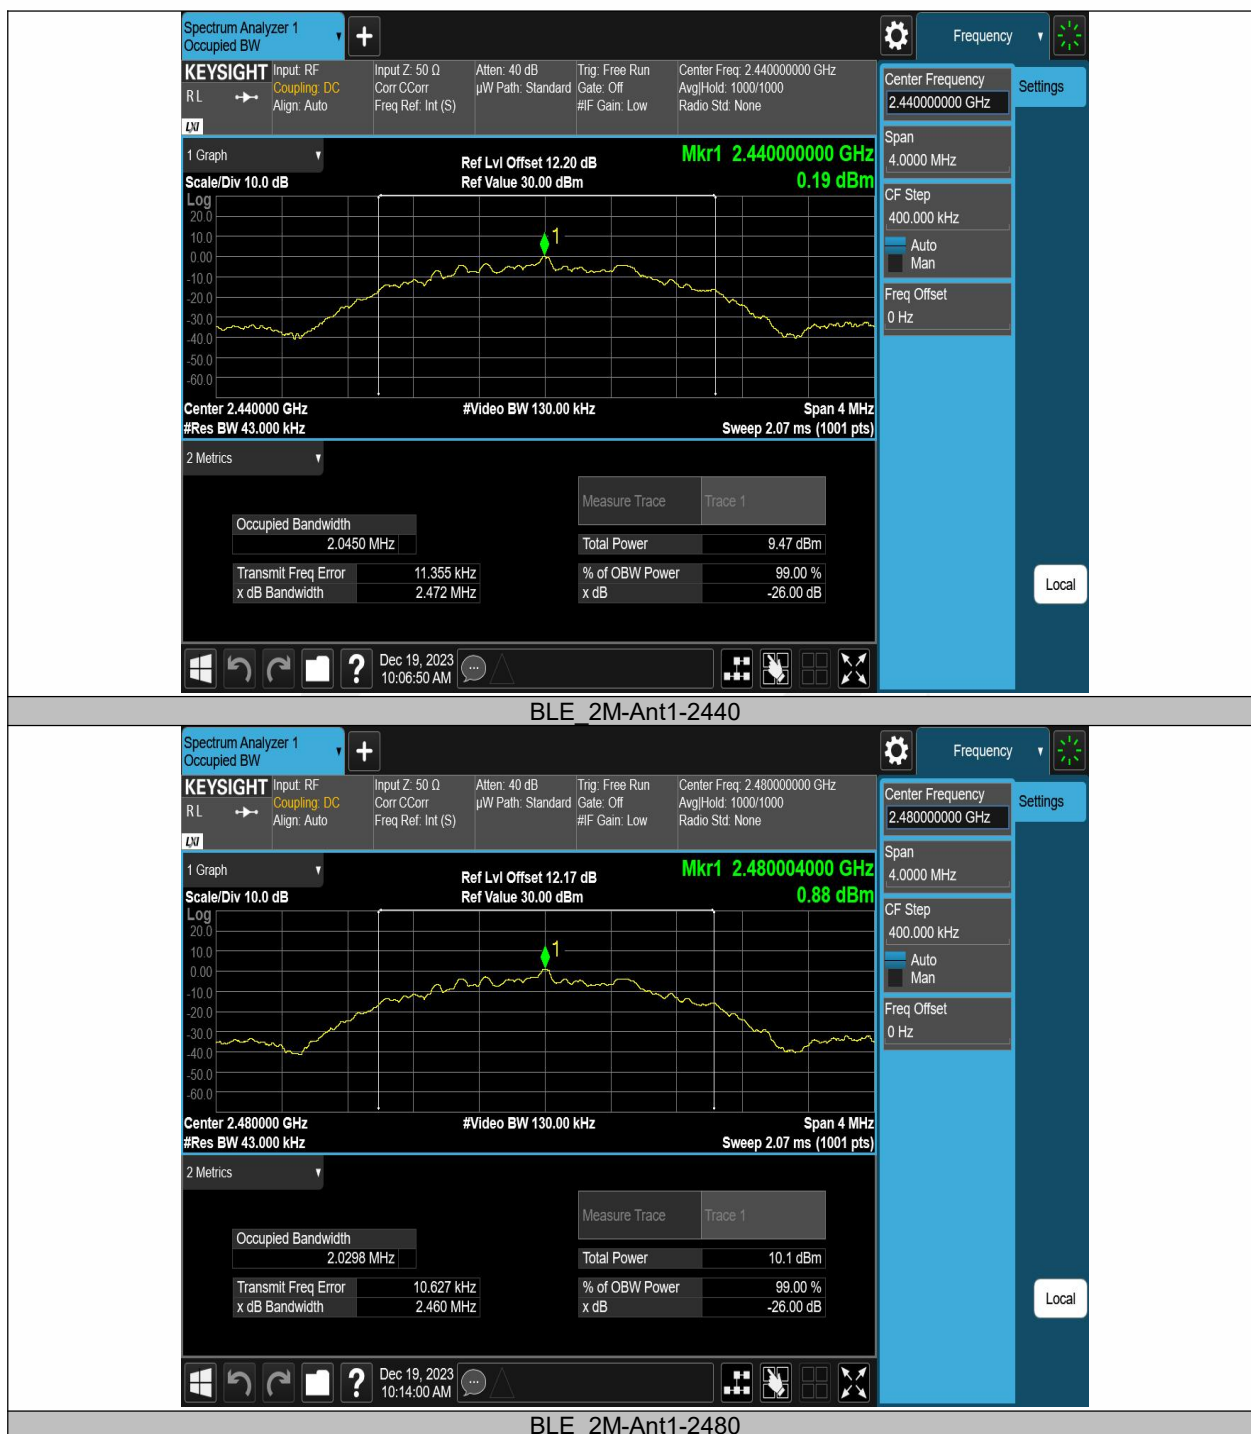 Spectrum Analyzer 1
Occupied BW
Frequency
KEYSIGHT
RL
LXI
Input: RF
Coupling: DC
Align: Auto
Input Z: 50 Ω
Corr CCorr
Freq Ref: Int (S)
Atten: 40 dB
µW Path: Standard
Trig: Free Run
Gate: Off
#IF Gain: Low
Center Freq: 2.440000000 GHz
Avg|Hold: 1000/1000
Radio Std: None
Center Frequency
2.440000000 GHz
Settings
Span
4.0000 MHz
CF Step
400.000 kHz
Auto
Man
Freq Offset
0 Hz
Local
1 Graph
Scale/Div 10.0 dB
Ref Lvl Offset 12.20 dB
Ref Value 30.00 dBm
Mkr1 2.440000000 GHz
0.19 dBm
Log
20.0
10.0
0.00
-10.0
-20.0
-30.0
-40.0
-50.0
-60.0
1
Center 2.440000 GHz
#Video BW 130.00 kHz
Span 4 MHz
#Res BW 43.000 kHz
Sweep 2.07 ms (1001 pts)
2 Metrics
Measure Trace Trace 1
Occupied Bandwidth
2.0450 MHz
Total Power 9.47 dBm
Transmit Freq Error 11.355 kHz
% of OBW Power 99.00 %
x dB Bandwidth 2.472 MHz
x dB -26.00 dB
Dec 19, 2023
10:06:50 AM
BLE_2M-Ant1-2440
Spectrum Analyzer 1
Occupied BW
Frequency
KEYSIGHT
RL
LXI
Input: RF
Coupling: DC
Align: Auto
Input Z: 50 Ω
Corr CCorr
Freq Ref: Int (S)
Atten: 40 dB
µW Path: Standard
Trig: Free Run
Gate: Off
#IF Gain: Low
Center Freq: 2.480000000 GHz
Avg|Hold: 1000/1000
Radio Std: None
Center Frequency
2.480000000 GHz
Settings
Span
4.0000 MHz
CF Step
400.000 kHz
Auto
Man
Freq Offset
0 Hz
Local
1 Graph
Scale/Div 10.0 dB
Ref Lvl Offset 12.17 dB
Ref Value 30.00 dBm
Mkr1 2.480004000 GHz
0.88 dBm
Log
20.0
10.0
0.00
-10.0
-20.0
-30.0
-40.0
-50.0
-60.0
1
Center 2.480000 GHz
#Video BW 130.00 kHz
Span 4 MHz
#Res BW 43.000 kHz
Sweep 2.07 ms (1001 pts)
2 Metrics
Measure Trace Trace 1
Occupied Bandwidth
2.0298 MHz
Total Power 10.1 dBm
Transmit Freq Error 10.627 kHz
% of OBW Power 99.00 %
x dB Bandwidth 2.460 MHz
x dB -26.00 dB
Dec 19, 2023
10:14:00 AM
BLE_2M-Ant1-2480